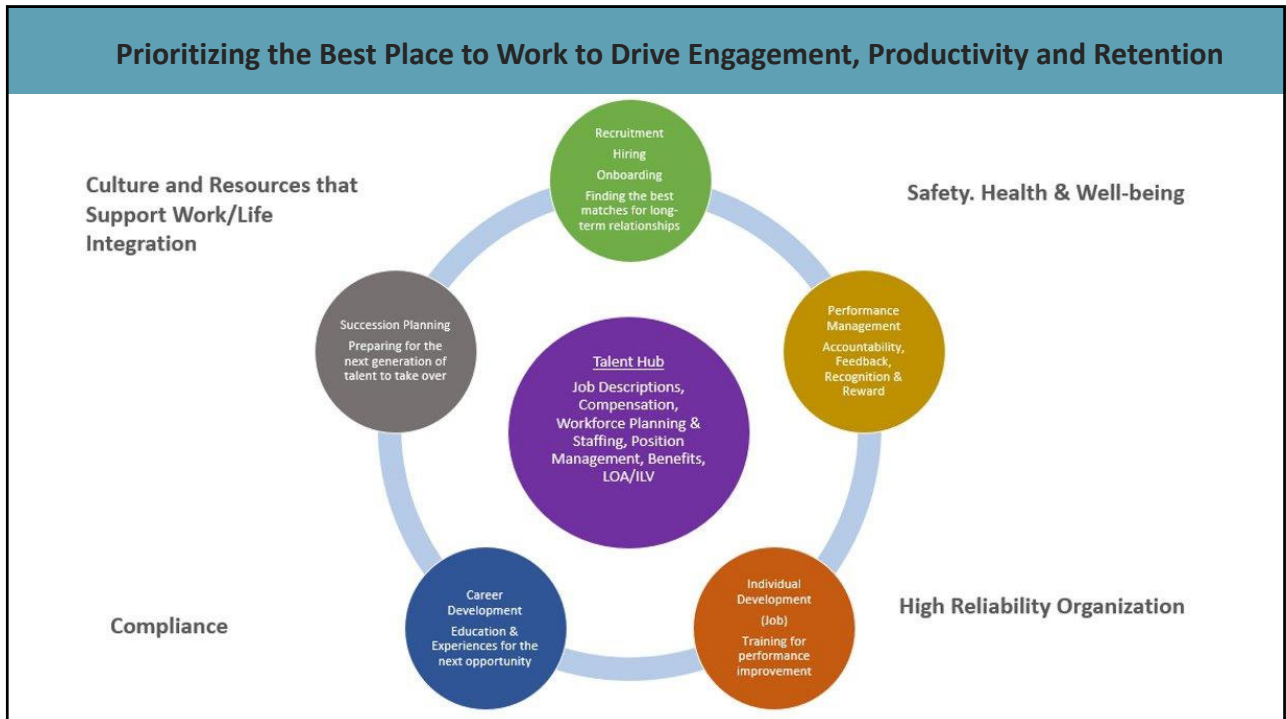 Prioritizing the Best Place to Work to Drive Engagement, Productivity and Retention
Culture and Resources that
Support Work/Life
Integration
Recruitment
Hiring
Onboarding
Finding the best
matches for long-
term relationships
Safety. Health & Well-being
Succession Planning
Preparing for the
next generation of
talent to take over
Talent Hub
Job Descriptions,
Compensation,
Workforce Planning &
Staffing, Position
Management, Benefits,
LOA/ILV
Performance
Management
Accountability,
Feedback,
Recognition &
Reward
Compliance
Career
Development
Education &
Experiences for the
next opportunity
Individual
Development
(Job)
Training for
performance
improvement
High Reliability Organization